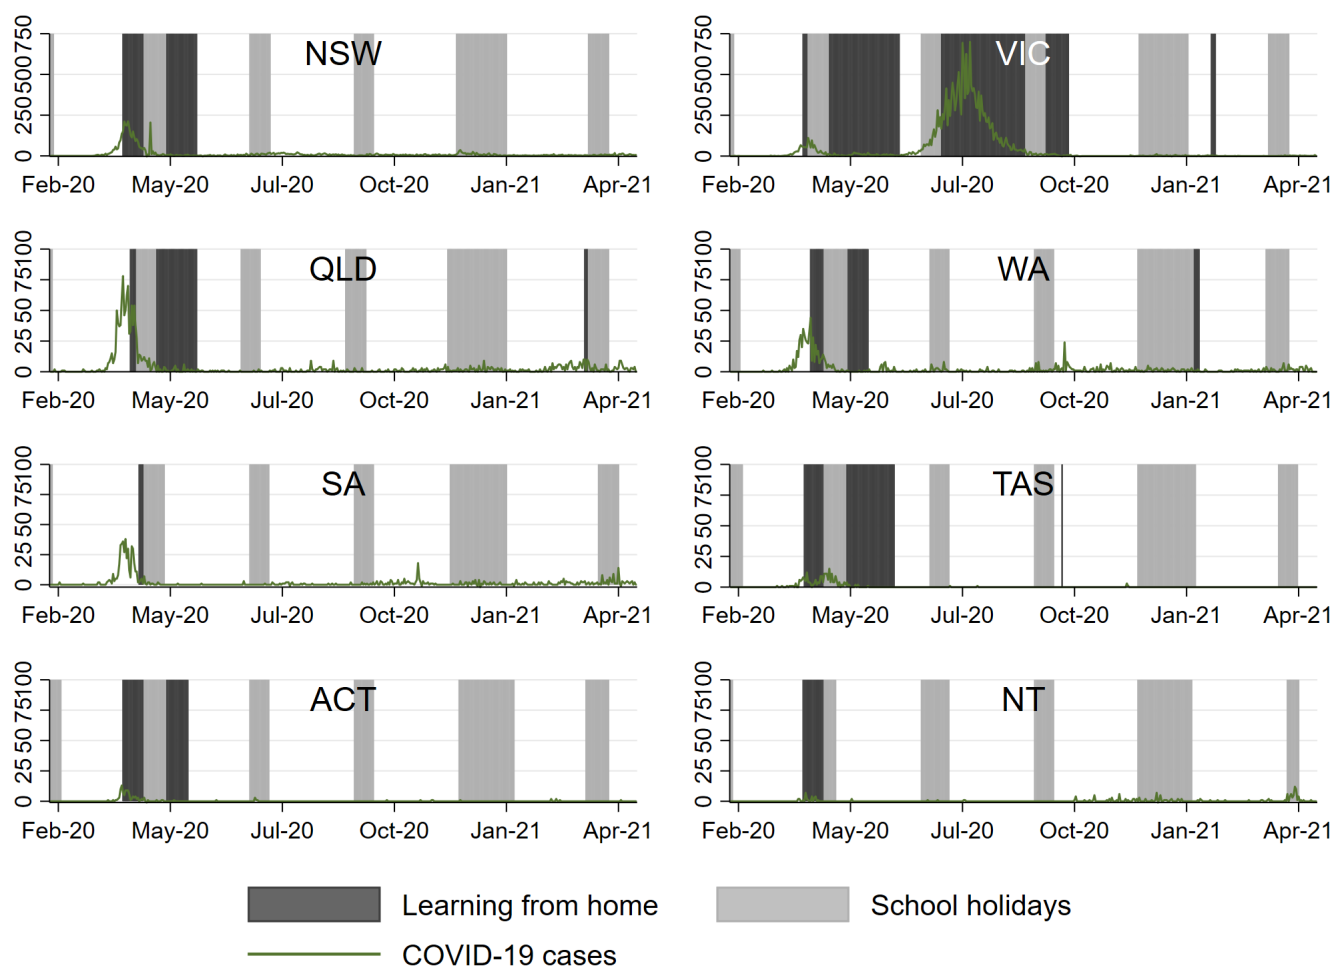 NSW
750
500
250
0
Feb-20 May-20 Jul-20 Oct-20 Jan-21 Apr-21
VIC
750
500
250
0
Feb-20 May-20 Jul-20 Oct-20 Jan-21 Apr-21
QLD
100
75
50
25
0
Feb-20 May-20 Jul-20 Oct-20 Jan-21 Apr-21
WA
100
75
50
25
0
Feb-20 May-20 Jul-20 Oct-20 Jan-21 Apr-21
SA
100
75
50
25
0
Feb-20 May-20 Jul-20 Oct-20 Jan-21 Apr-21
TAS
100
75
50
25
0
Feb-20 May-20 Jul-20 Oct-20 Jan-21 Apr-21
ACT
100
75
50
25
0
Feb-20 May-20 Jul-20 Oct-20 Jan-21 Apr-21
NT
100
75
50
25
0
Feb-20 May-20 Jul-20 Oct-20 Jan-21 Apr-21
Learning from home
School holidays
COVID-19 cases